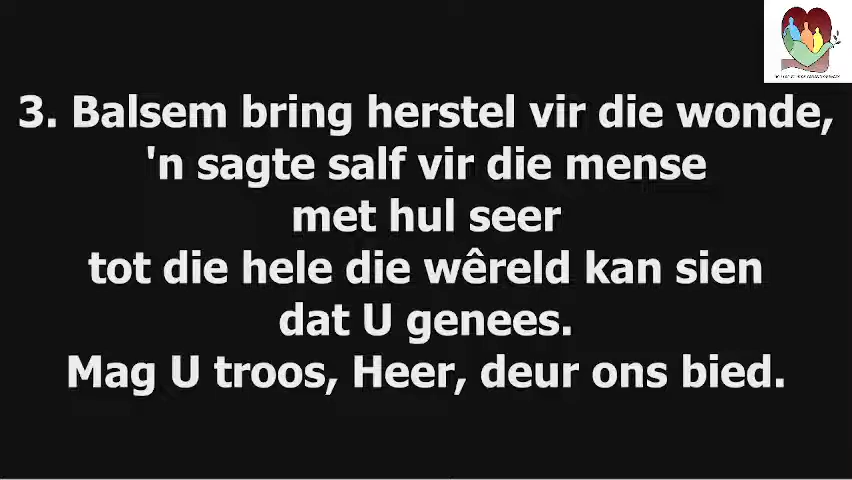 3. Balsem bring herstel vir die wonde,
'n sagte salf vir die mense
met hul seer
tot die hele die wêreld kan sien
dat U genees.
Mag U troos, Heer, deur ons bied.